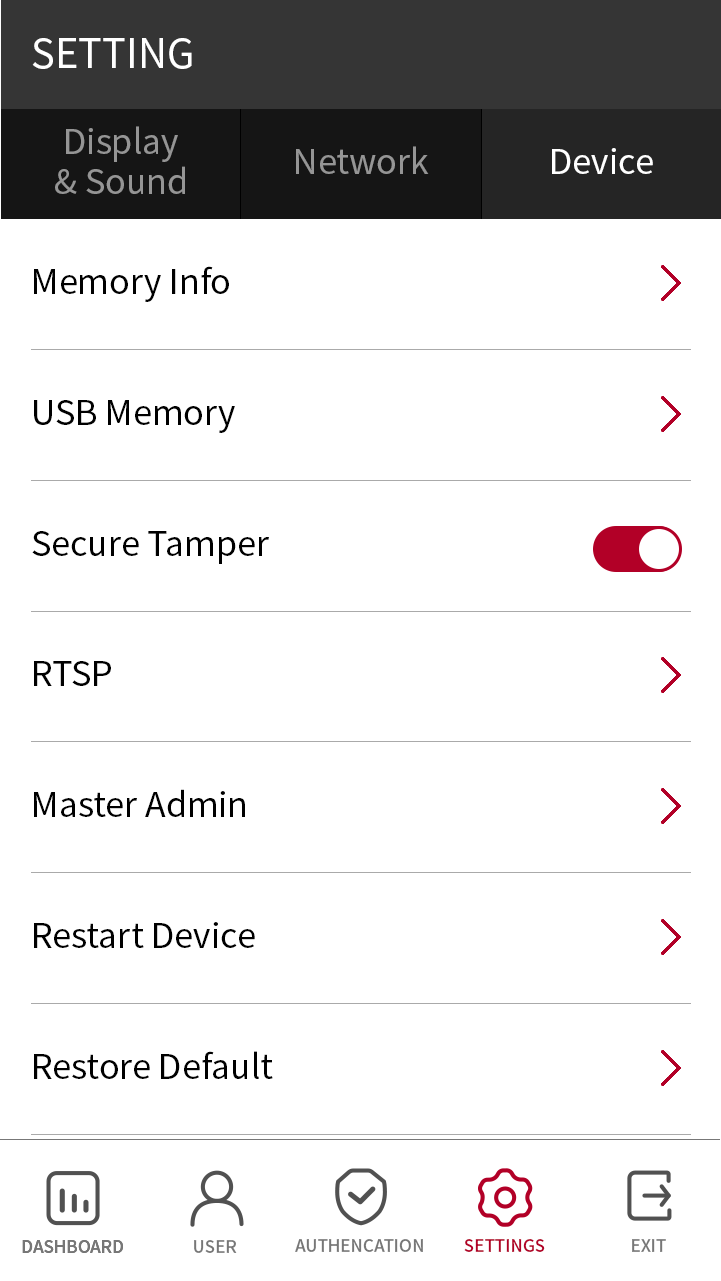 SETTING
Display
& Sound
Network
Device
Memory Info
USB Memory
Secure Tamper
RTSP
Master Admin
Restart Device
Restore Default
DASHBOARD
USER
AUTHENCATION
SETTINGS
EXIT